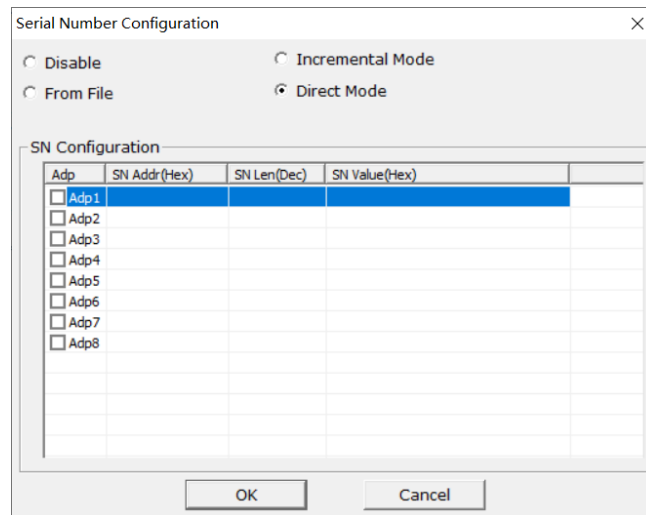 Serial Number Configuration
Disable
Incremental Mode
From File
Direct Mode
SN Configuration
Adp SN Addr(Hex) SN Len(Dec) SN Value(Hex)
Adp1
Adp2
Adp3
Adp4
Adp5
Adp6
Adp7
Adp8
OK Cancel